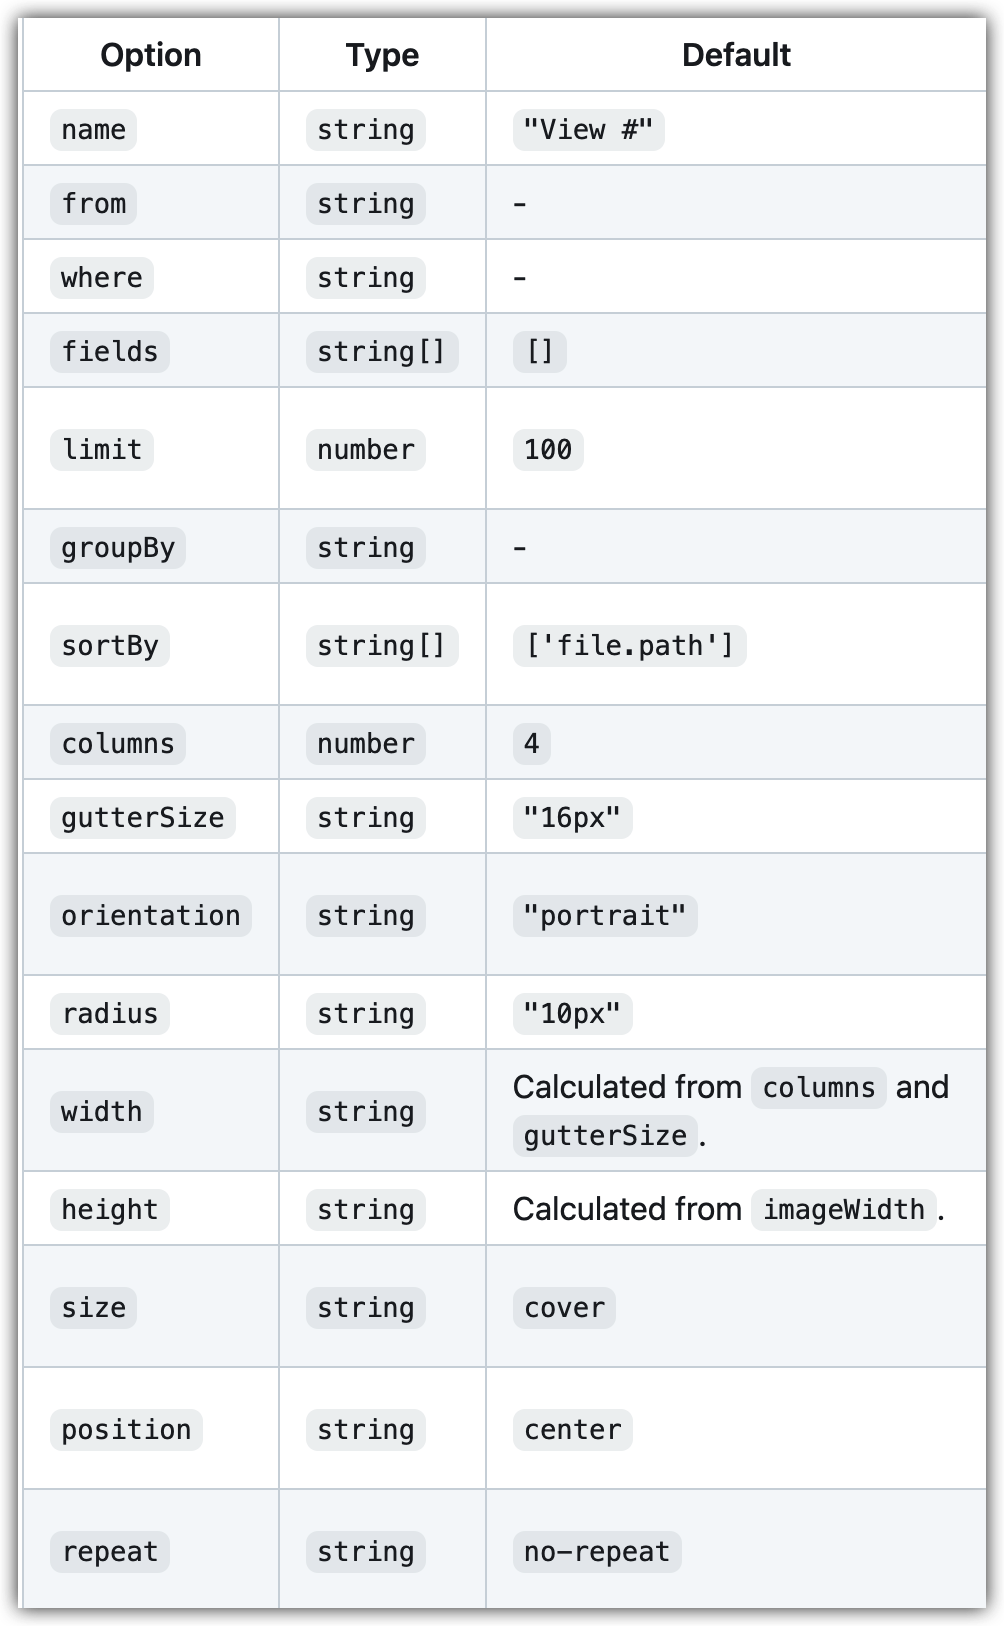 Option Type Default
name string "View #"
from string -
where string -
fields string[] []
limit number 100
groupBy string -
sortBy string[] ['file.path']
columns number 4
gutterSize string "16px"
orientation string "portrait"
radius string "10px"
width string Calculated from columns and
gutterSize.
height string Calculated from imageWidth.
size string cover
position string center
repeat string no-repeat